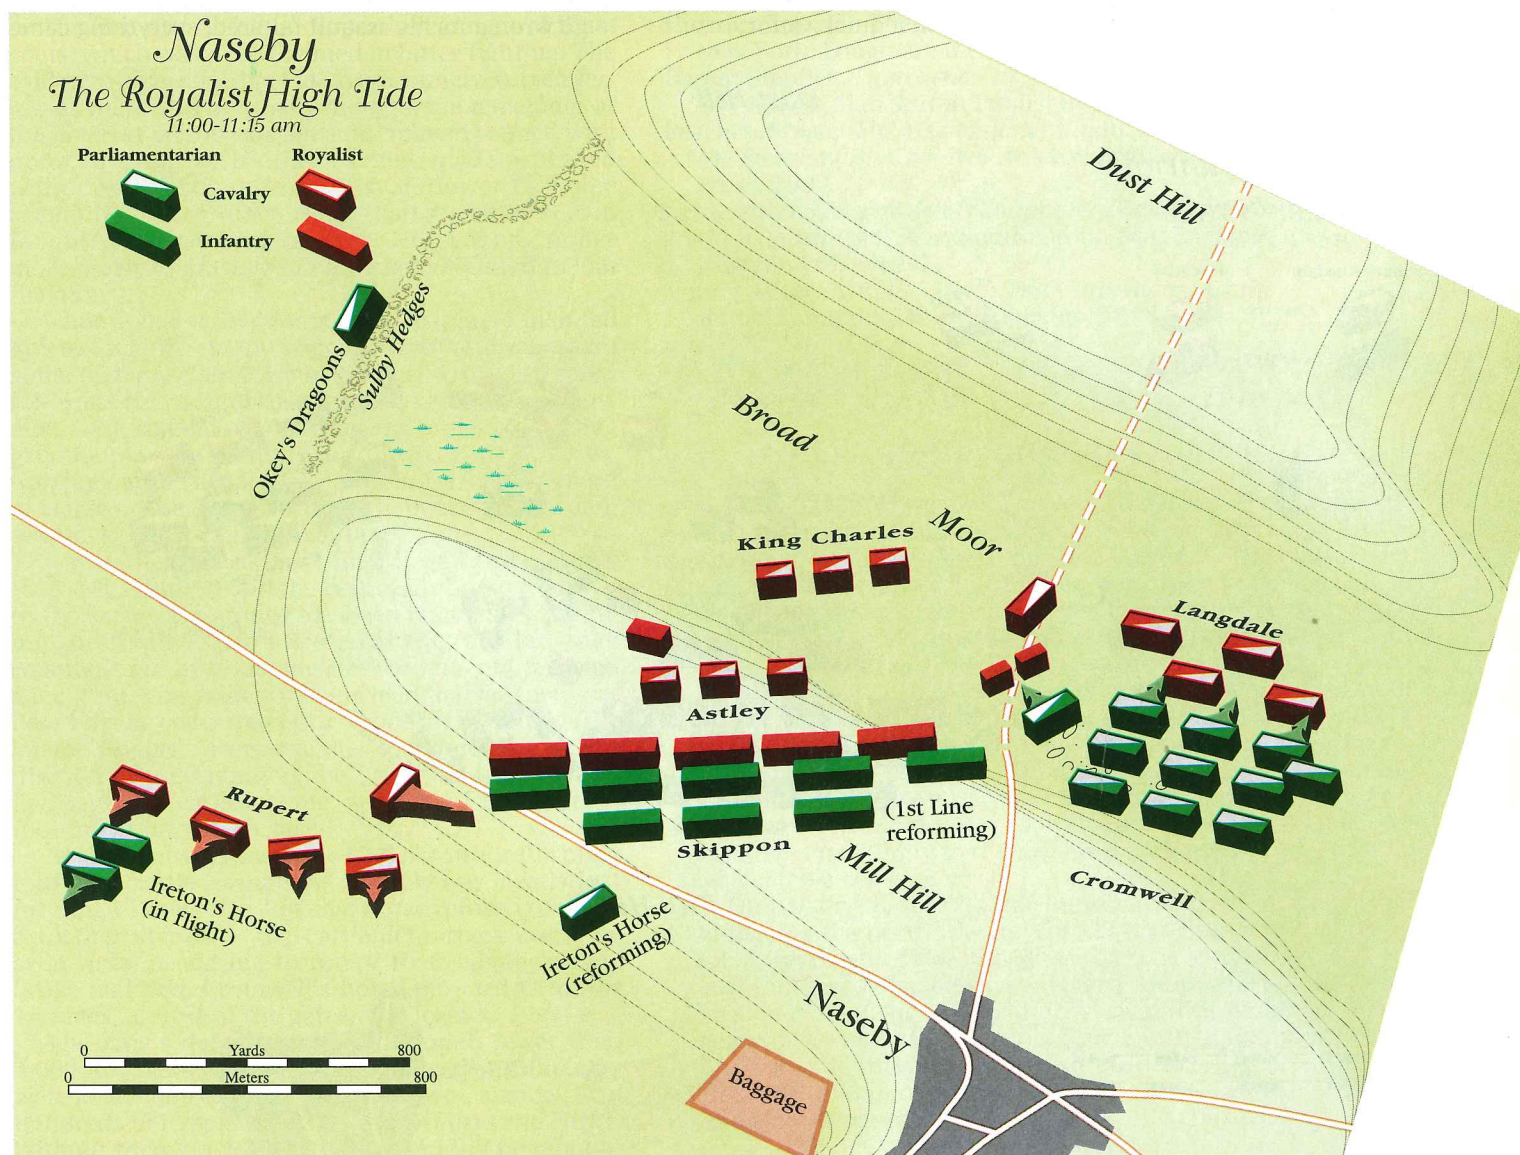 Naseby
The Royalist High Tide
11:00-11:15 am
Parliamentarian Royalist
Cavalry
Infantry
Dust Hill
Okey's Dragoons
Sulby Hedges
Broad
Moor
King Charles
Langdale
Astley
Rupert
(1st Line
reforming)
Skippon
Mill Hill
Cromwell
Ireton's Horse
(in flight)
Ireton's Horse
(reforming)
Naseby
Baggage
0 Yards 800
0 Meters 800